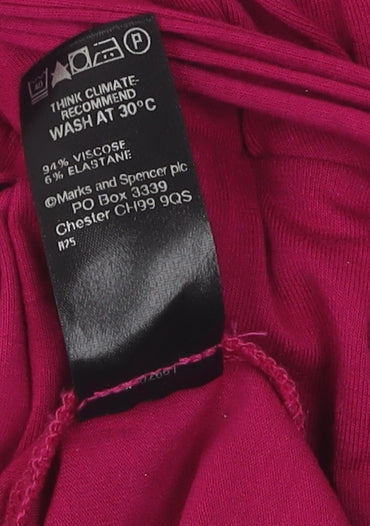 40 P
THINK CLIMATE-
RECOMMEND
WASH AT 30°C
94% VISCOSE
6% ELASTANE
©Marks and Spencer plc
PO Box 3339
Chester CH99 9QS
R25